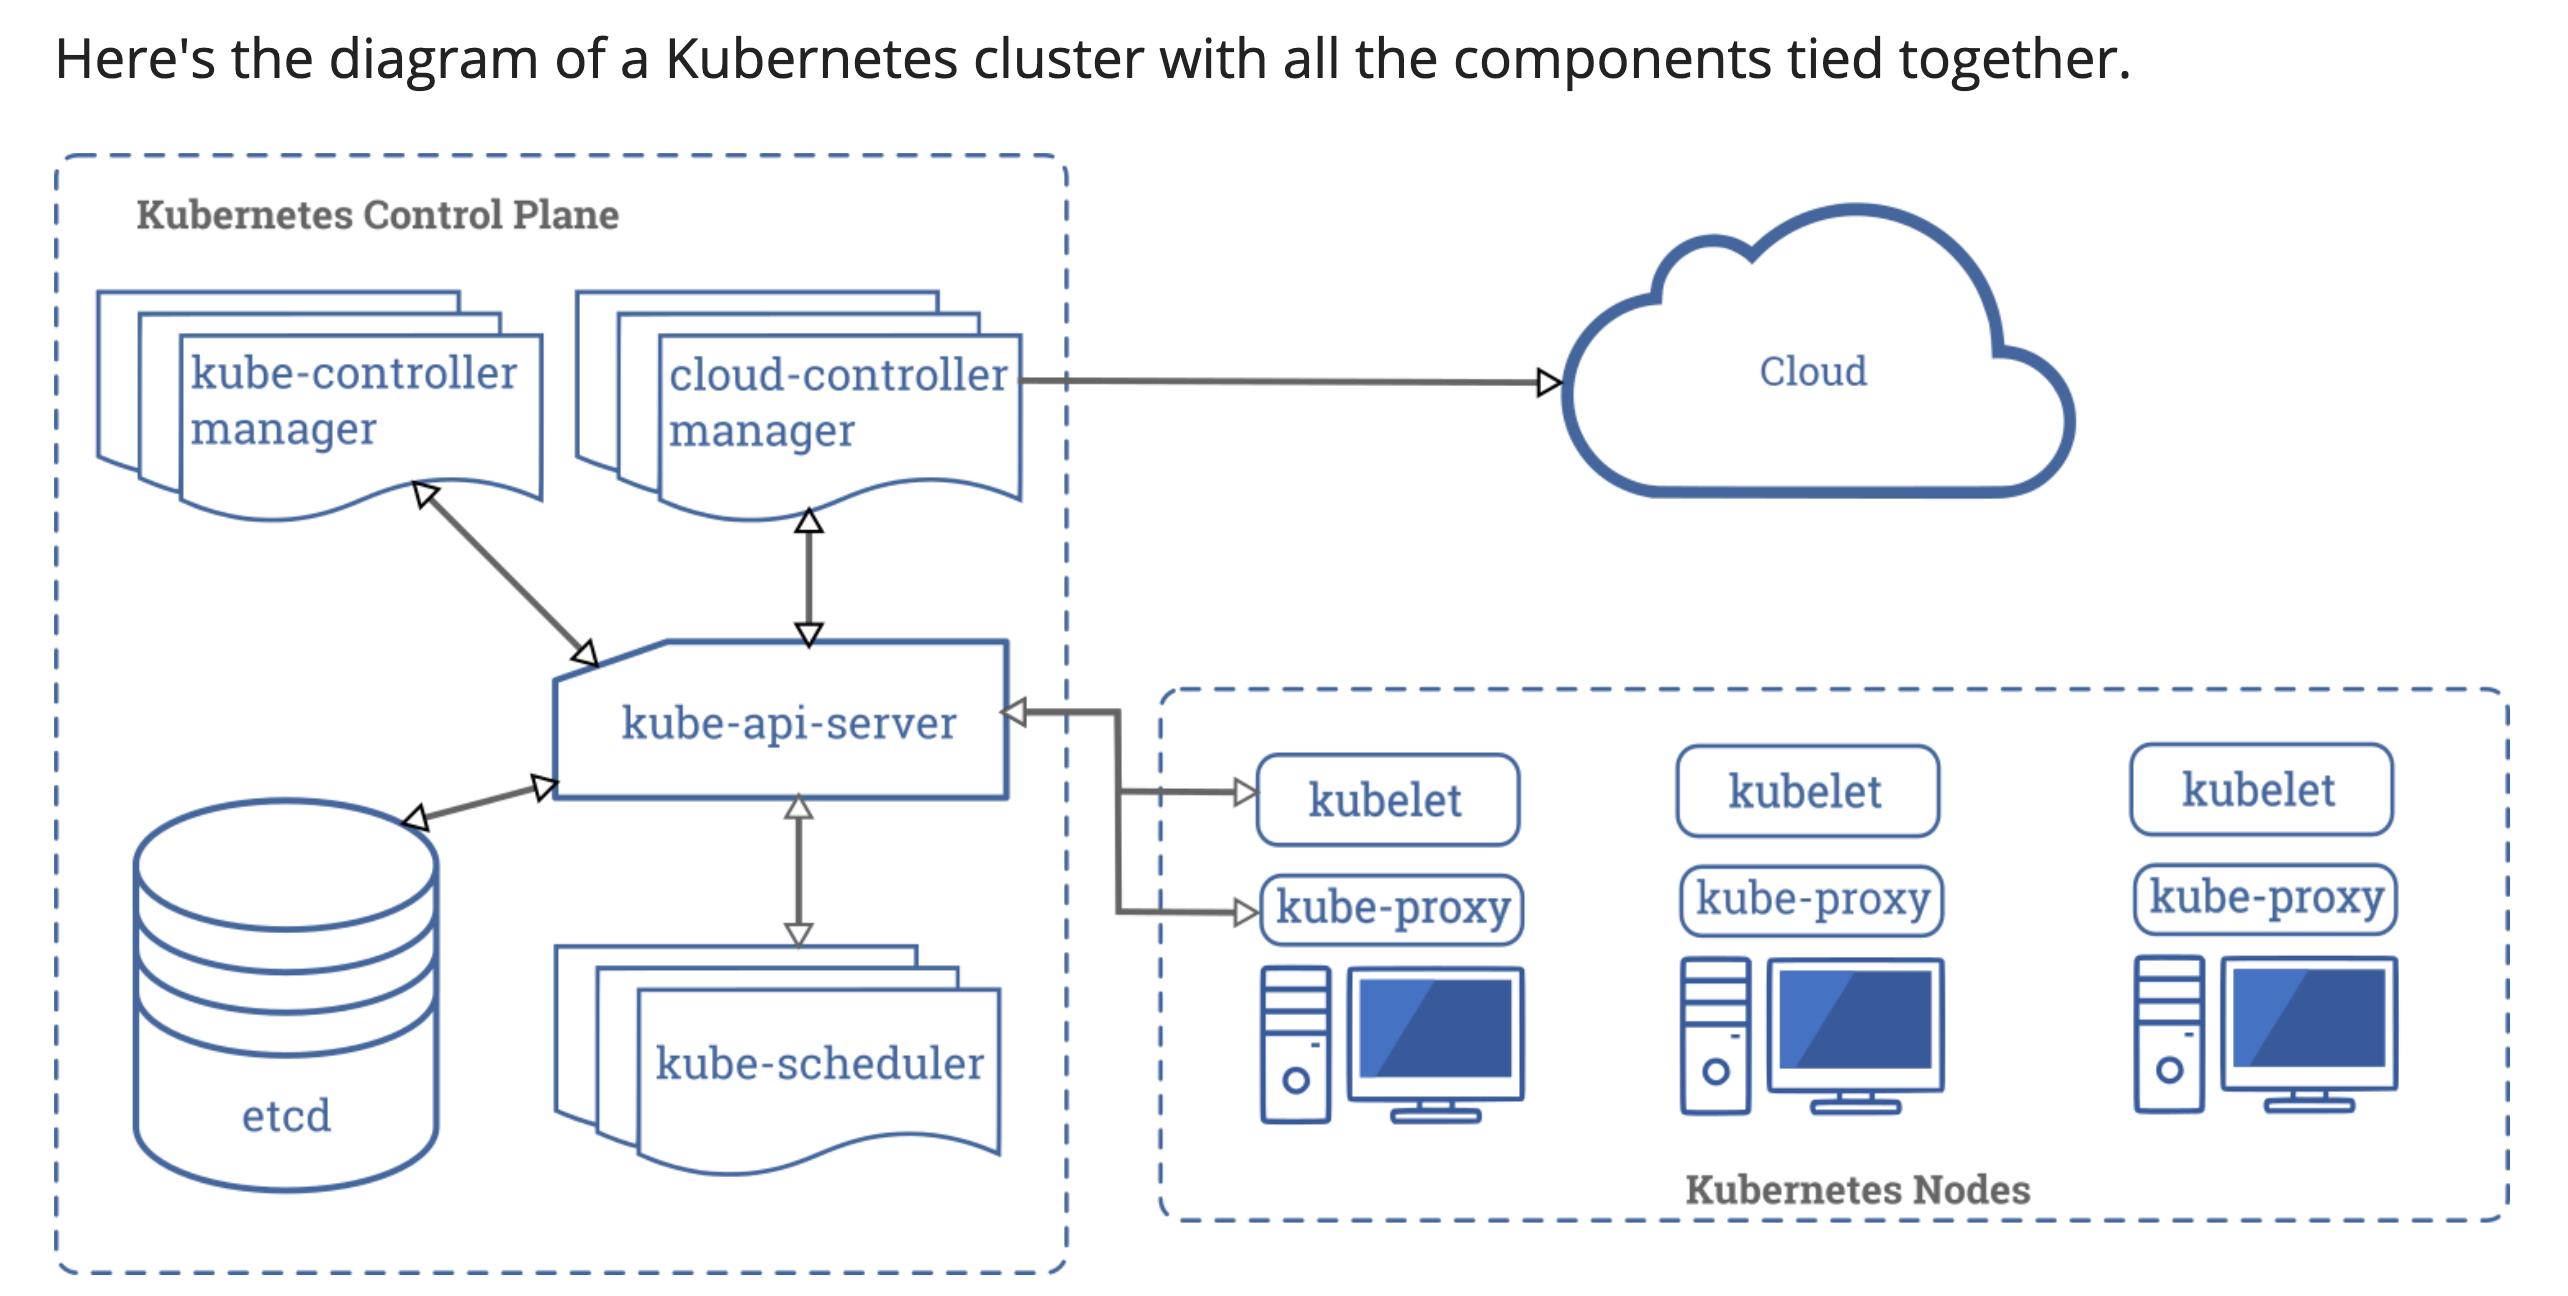 Here's the diagram of a Kubernetes cluster with all the components tied together.
Kubernetes Control Plane
kube-controller
manager
cloud-controller
manager
Cloud
kube-api-server
etcd
kube-scheduler
kubelet
kubelet
kubelet
kube-proxy
kube-proxy
kube-proxy
Kubernetes Nodes